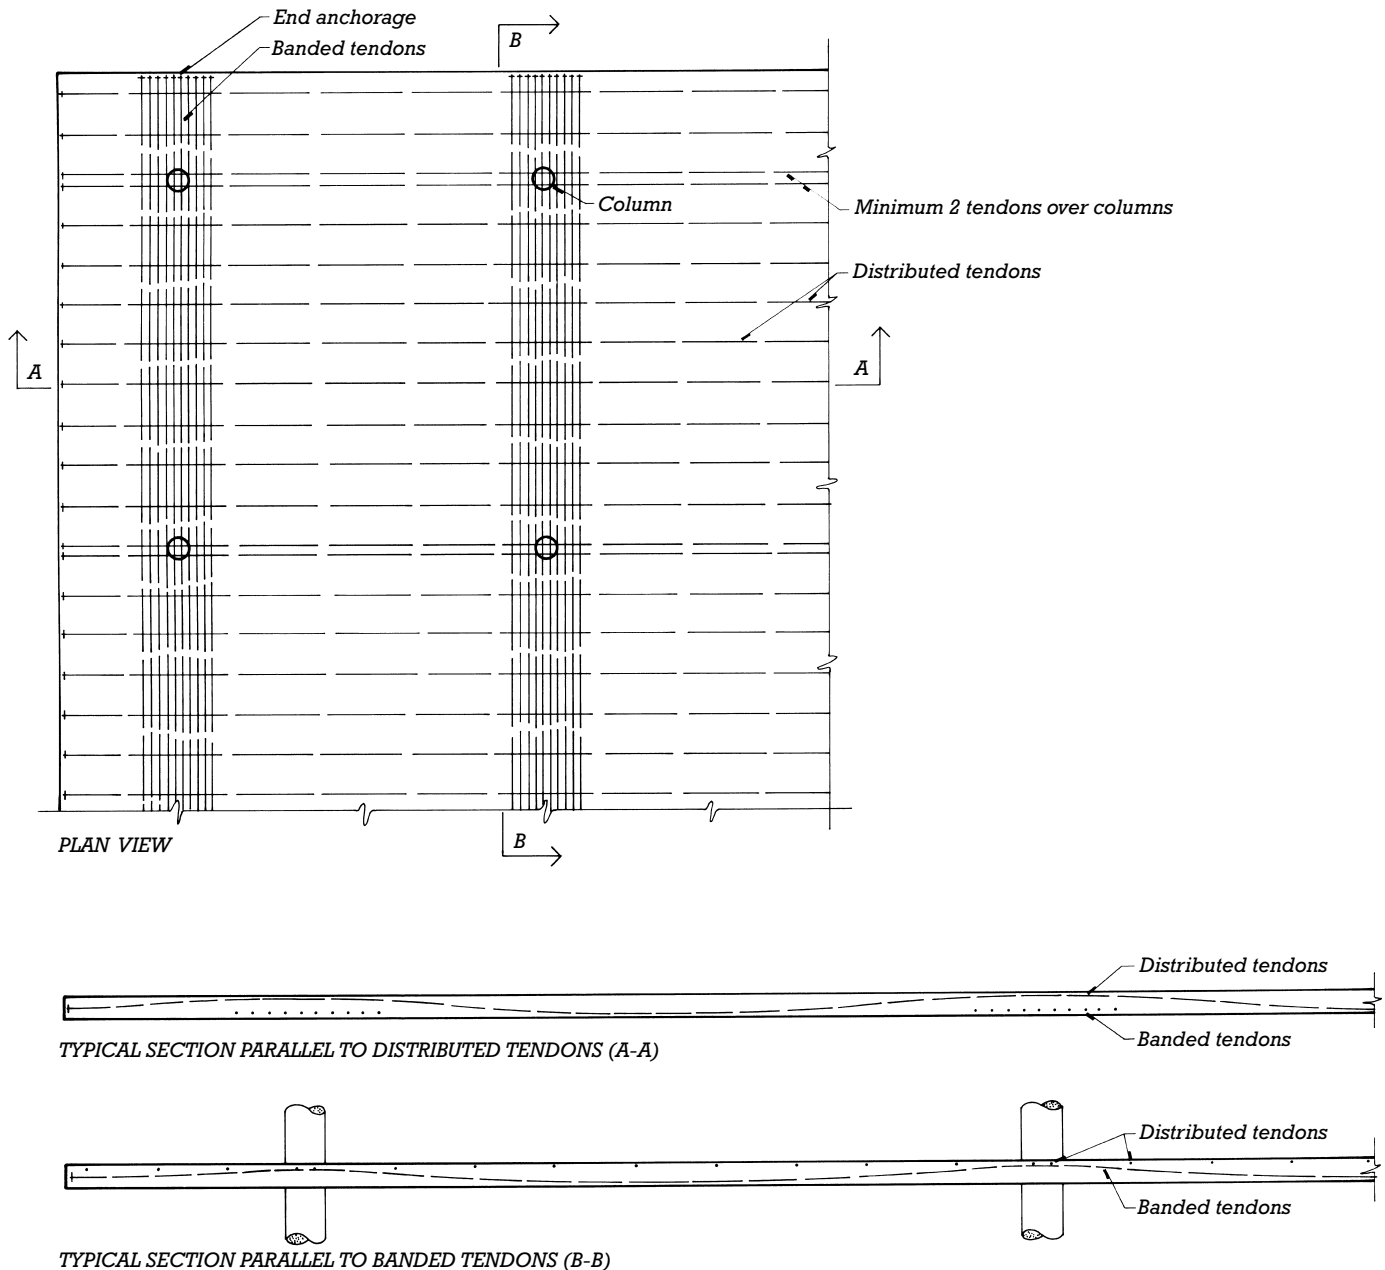 End anchorage
B
Banded tendons
Column
Minimum 2 tendons over columns
Distributed tendons
A
A
B
PLAN VIEW
Distributed tendons
Banded tendons
TYPICAL SECTION PARALLEL TO DISTRIBUTED TENDONS (A-A)
Distributed tendons
Banded tendons
TYPICAL SECTION PARALLEL TO BANDED TENDONS (B-B)